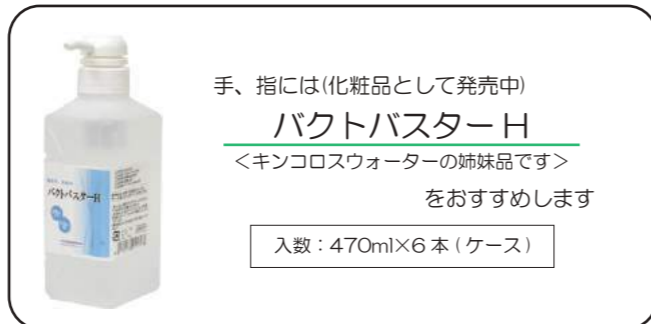 手、指には(化粧品として発売中)
バクトバスターH
＜キンコロスウォーターの姉妹品です＞
をおすすめします
入数：470ml×6本(ケース)
バクトバスターH